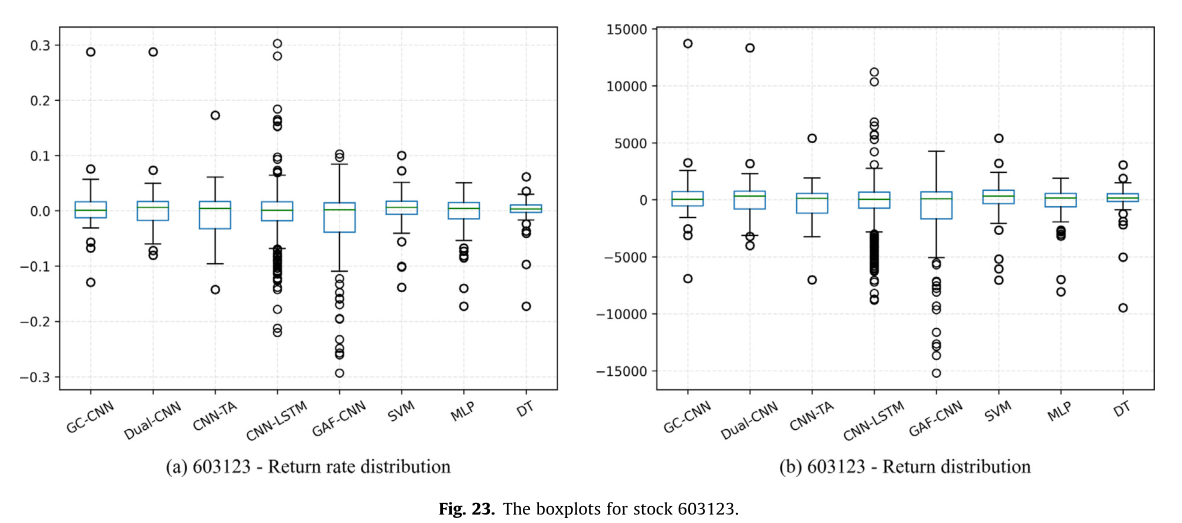 0.3
0.2
0.1
0.0
−0.1
−0.2
−0.3
GC-CNN
Dual-CNN
CNN-TA
CNN-LSTM
GAF-CNN
SVM
MLP
DT
(a) 603123 - Return rate distribution
15000
10000
5000
0
−5000
−10000
−15000
GC-CNN
Dual-CNN
CNN-TA
CNN-LSTM
GAF-CNN
SVM
MLP
DT
(b) 603123 - Return distribution
Fig. 23. The boxplots for stock 603123.